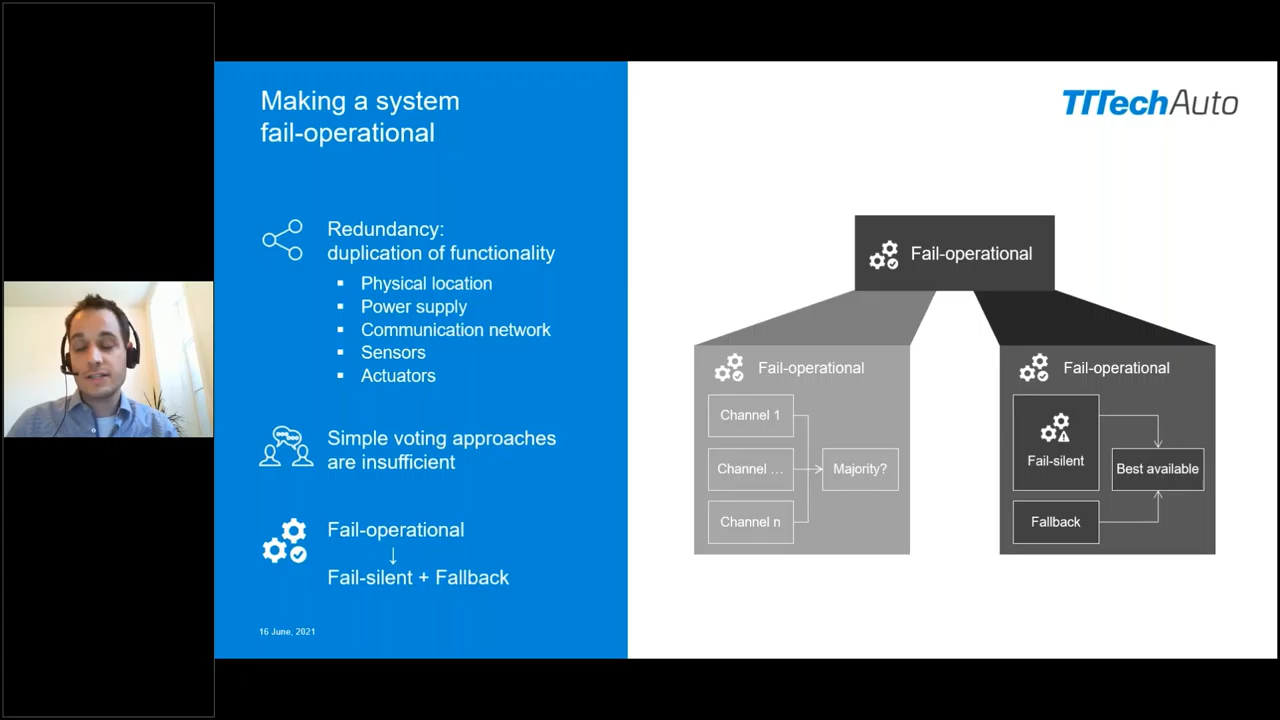 Making a system
fail-operational
TTTechAuto
Redundancy:
duplication of functionality
▪ Physical location
▪ Power supply
▪ Communication network
▪ Sensors
▪ Actuators
Simple voting approaches
are insufficient
Fail-operational
↓
Fail-silent + Fallback
16 June, 2021
Fail-operational
Fail-operational
Channel 1
Channel ...
Channel n
Majority?
Fail-operational
Fail-silent
Fallback
Best available